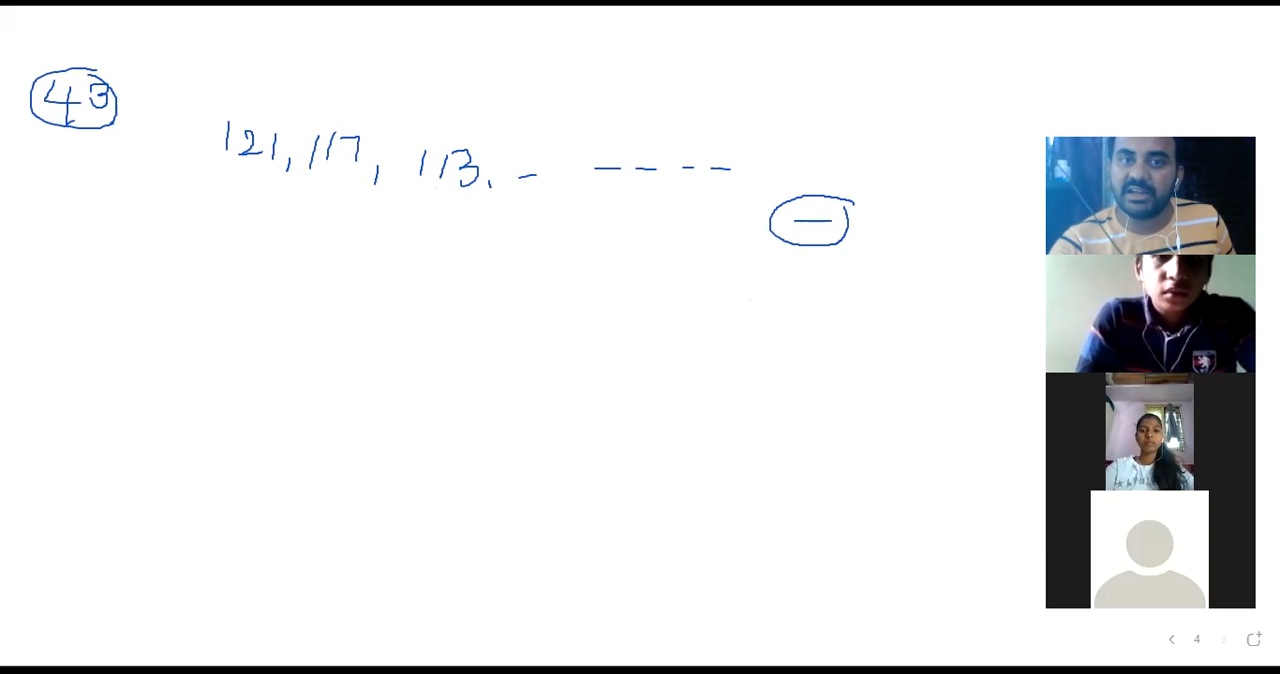 43
121, 117, 113, - - - - -
-
4